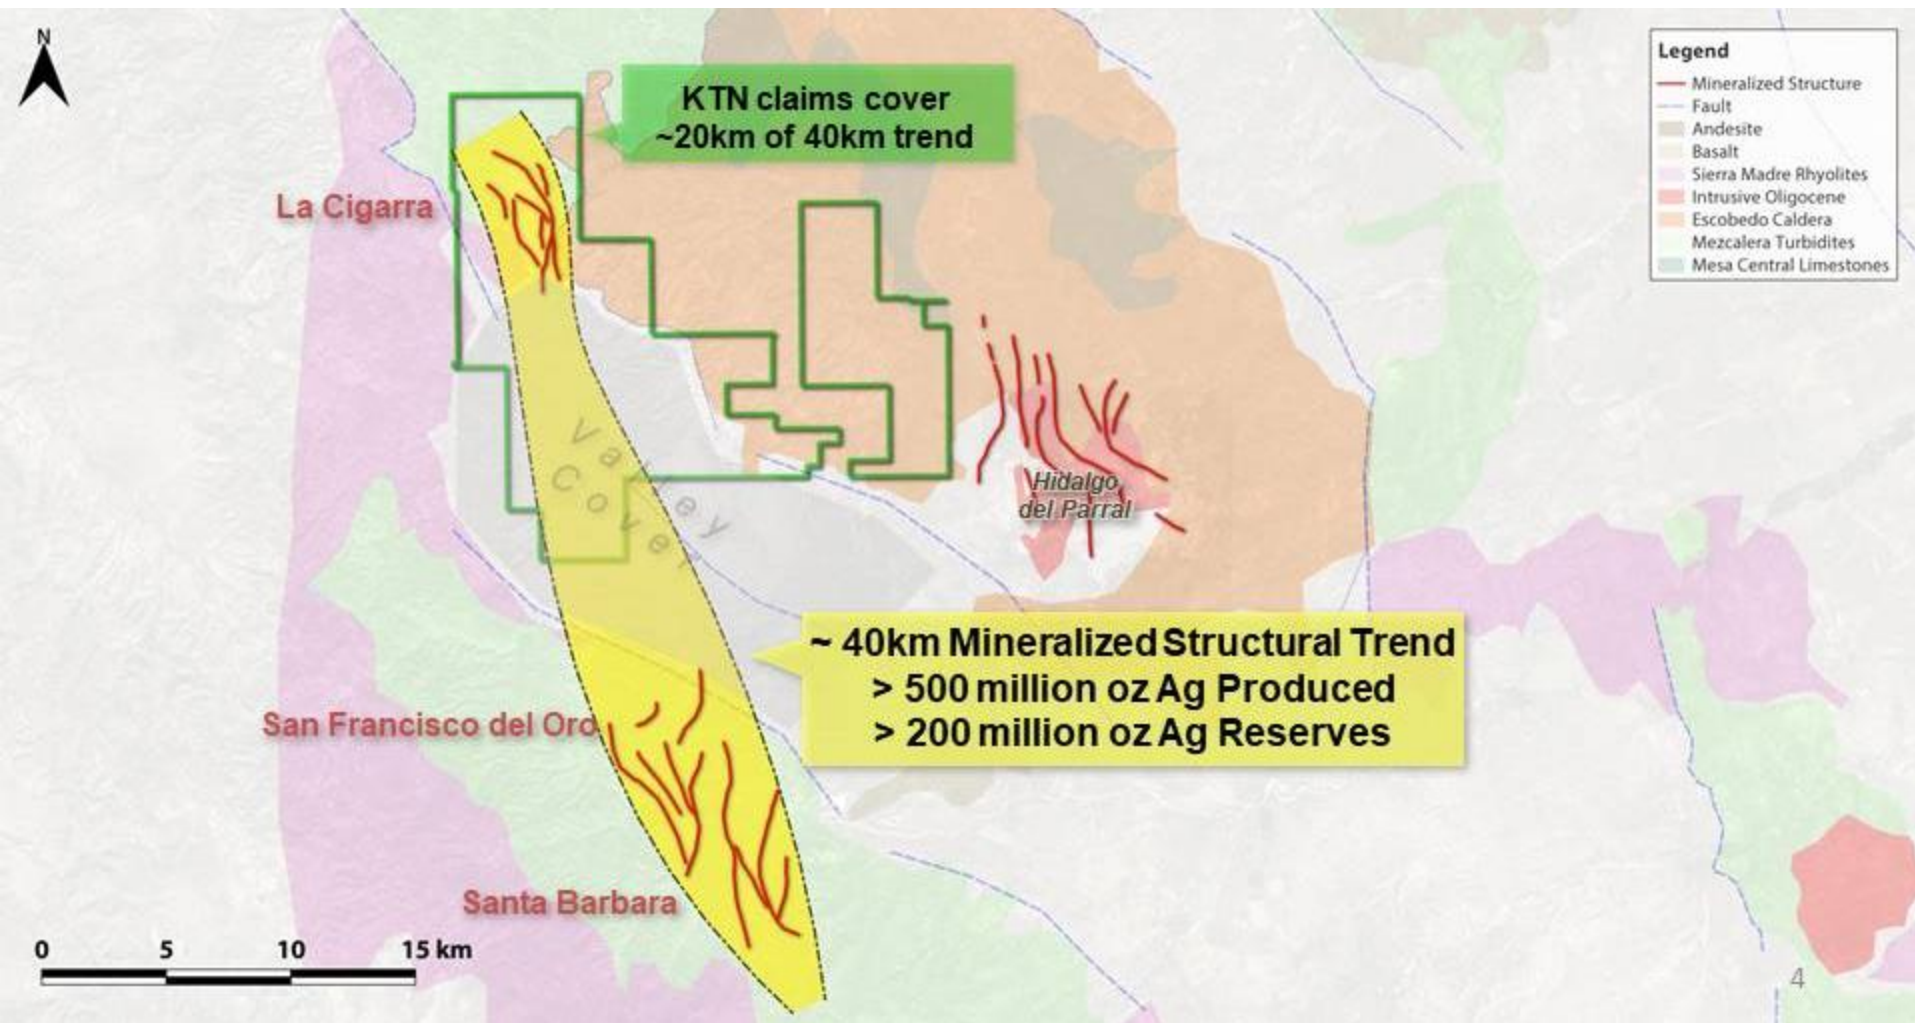 N
KTN claims cover
~20km of 40km trend
Legend
Mineralized Structure
Fault
Andesite
Basalt
Sierra Madre Rhyolites
Intrusive Oligocene
Escobedo Caldera
Mezcalera Turbidites
Mesa Central Limestones
La Cigarra
Valley
Cover
Hidalgo
del Parral
~ 40km Mineralized Structural Trend
> 500 million oz Ag Produced
> 200 million oz Ag Reserves
San Francisco del Oro
Santa Barbara
0 5 10 15 km
4